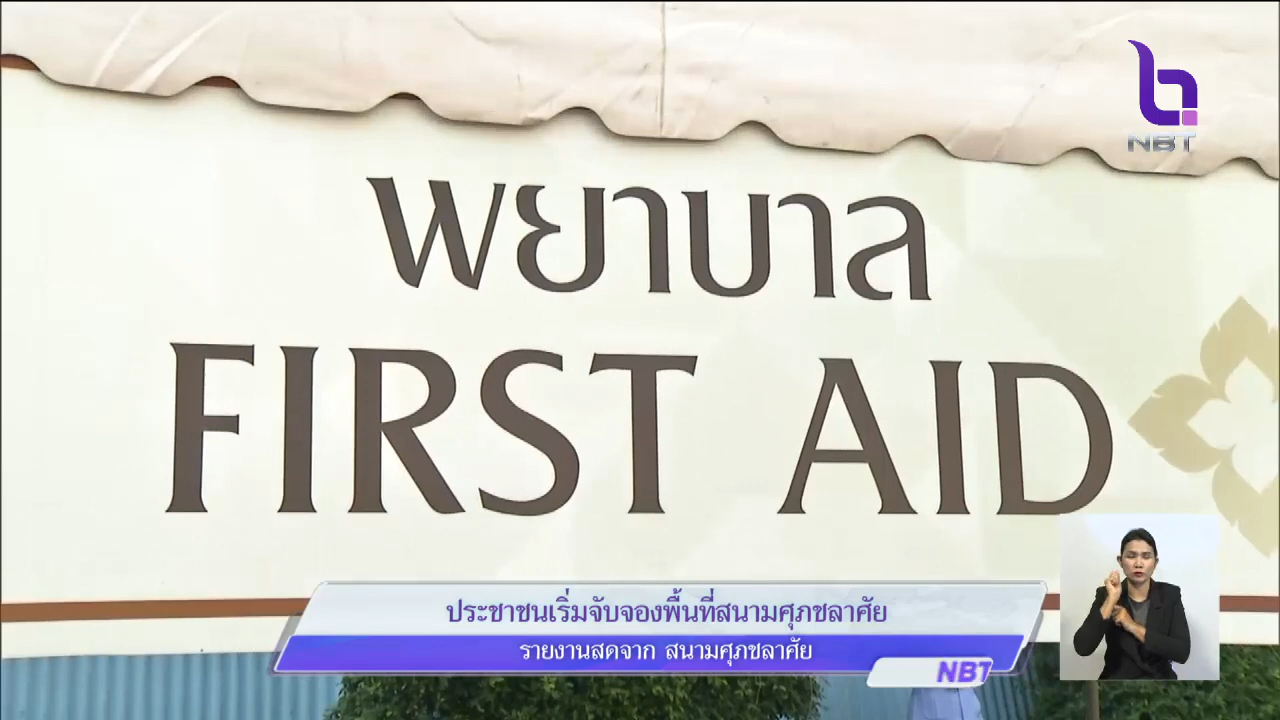 NBT
พยาบาล
FIRST AID
ประชาชนเริ่มจับจองพื้นที่สนามศุภชลาศัย
รายงานสดจาก สนามศุภชลาศัย
NBT